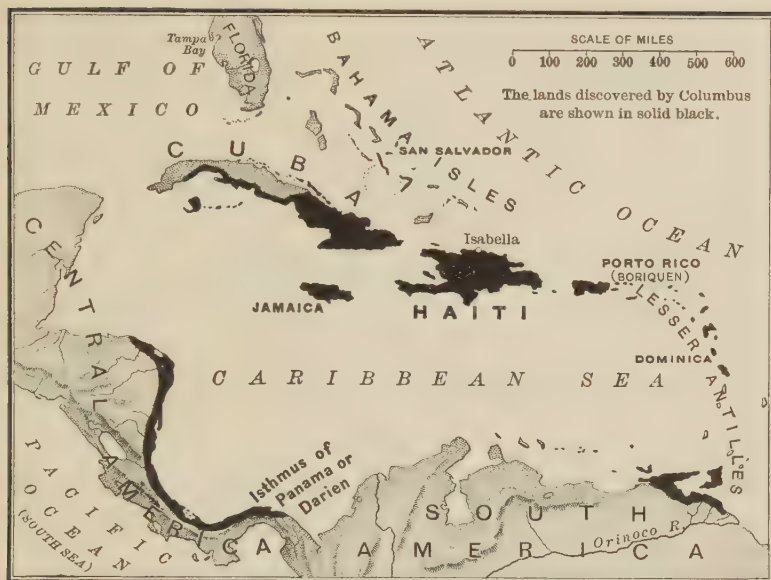 SCALE OF MILES
0 100 200 300 400 500 600
The lands discovered by Columbus
are shown in solid black.
Tampa
Bay
FLORIDA
GULF OF
MEXICO
BAHAMA ISLES
ATLANTIC OCEAN
SAN SALVADOR
CUBA
Isabella
PORTO RICO
(BORIQUEN)
JAMAICA
HAITI
LESSER ANTILLES
DOMINICA
CENTRAL AMERICA
CARIBBEAN SEA
PACIFIC
OCEAN
(SOUTH SEA)
Isthmus of
Panama or
Darien
SOUTH
AMERICA
Orinoco R.